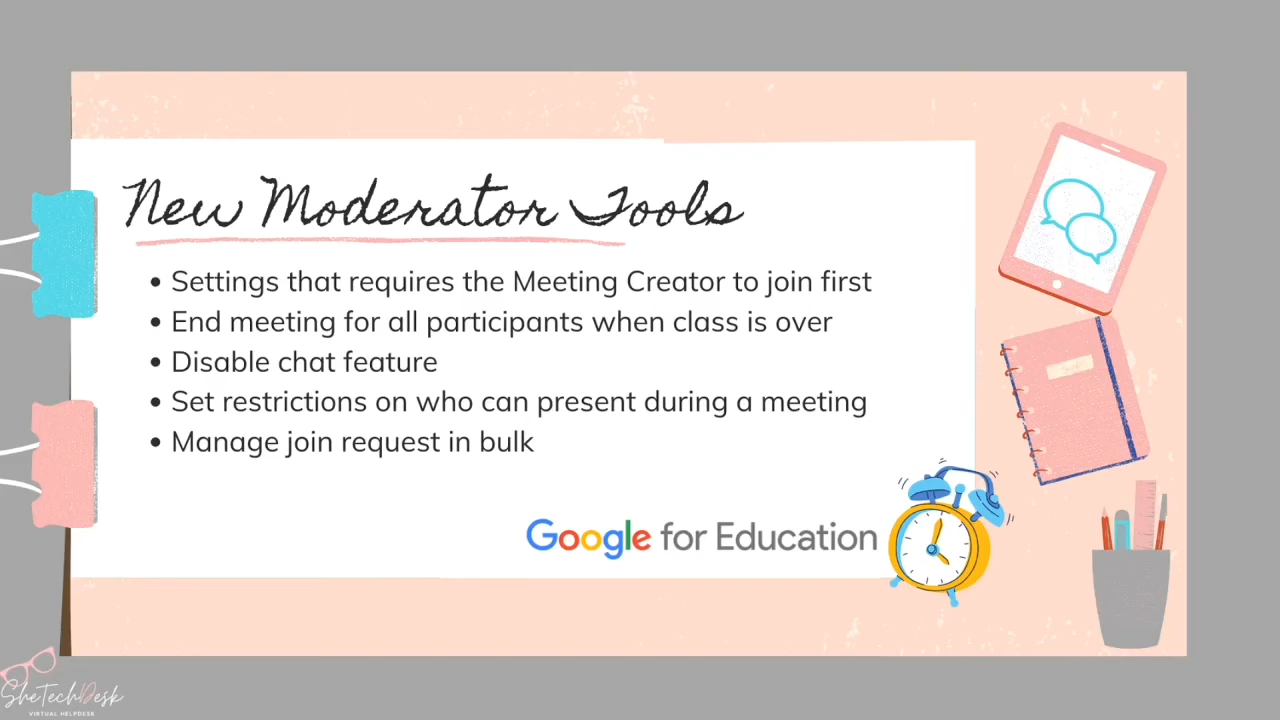 New Moderator Tools
• Settings that requires the Meeting Creator to join first
• End meeting for all participants when class is over
• Disable chat feature
• Set restrictions on who can present during a meeting
• Manage join request in bulk
Google for Education
SheTechDesk
VIRTUAL HELPDESK